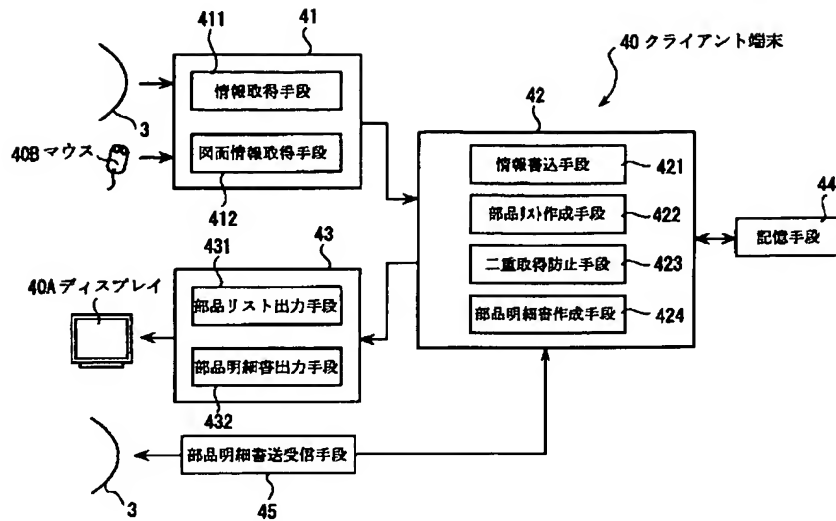 411
41
40 クライアント端末
情報取得手段
3
42
40B マウス
図面情報取得手段
412
情報書込手段
421
44
部品リスト作成手段
422
記憶手段
431
43
二重取得防止手段
423
40A ディスプレイ
部品リスト出力手段
部品明細書作成手段
424
部品明細書出力手段
432
部品明細書送受信手段
3
45